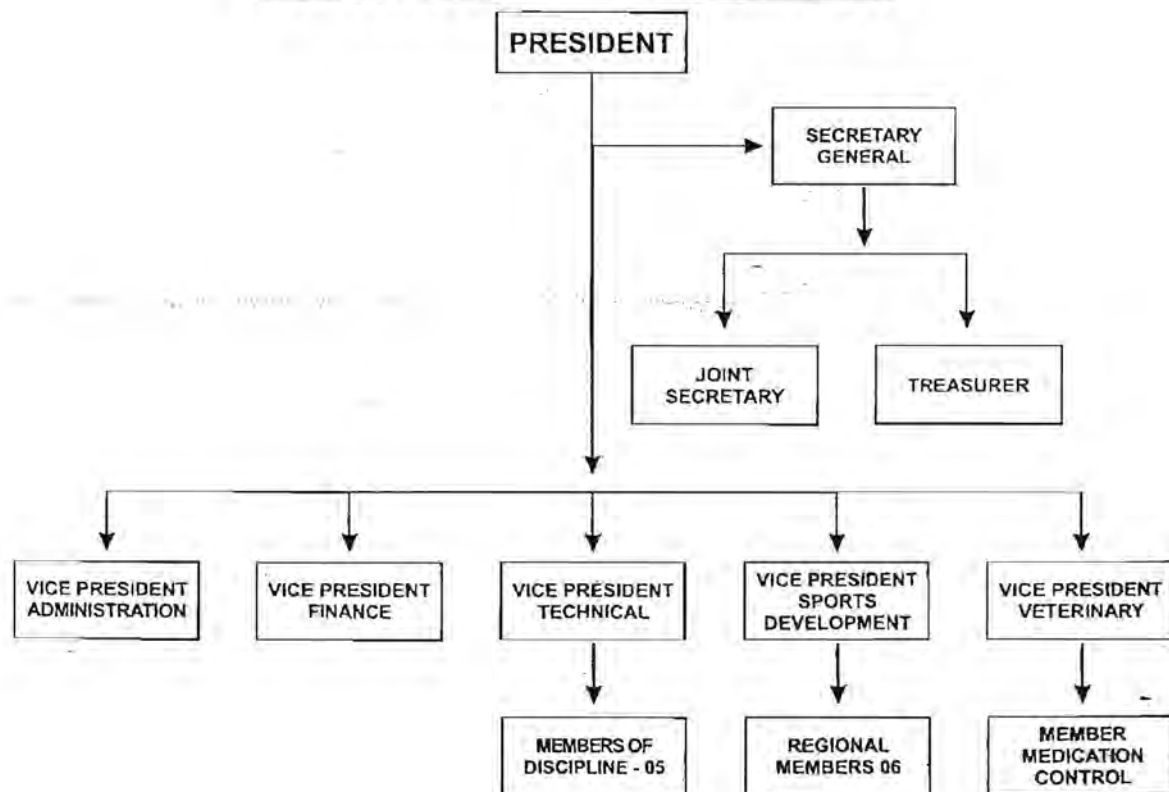 PRESIDENT
SECRETARY
GENERAL
JOINT
SECRETARY
TREASURER
VICE PRESIDENT
ADMINISTRATION
VICE PRESIDENT
FINANCE
VICE PRESIDENT
TECHNICAL
VICE PRESIDENT
SPORTS
DEVELOPMENT
VICE PRESIDENT
VETERINARY
MEMBERS OF
DISCIPLINE - 05
REGIONAL
MEMBERS 06
MEMBER
MEDICATION
CONTROL